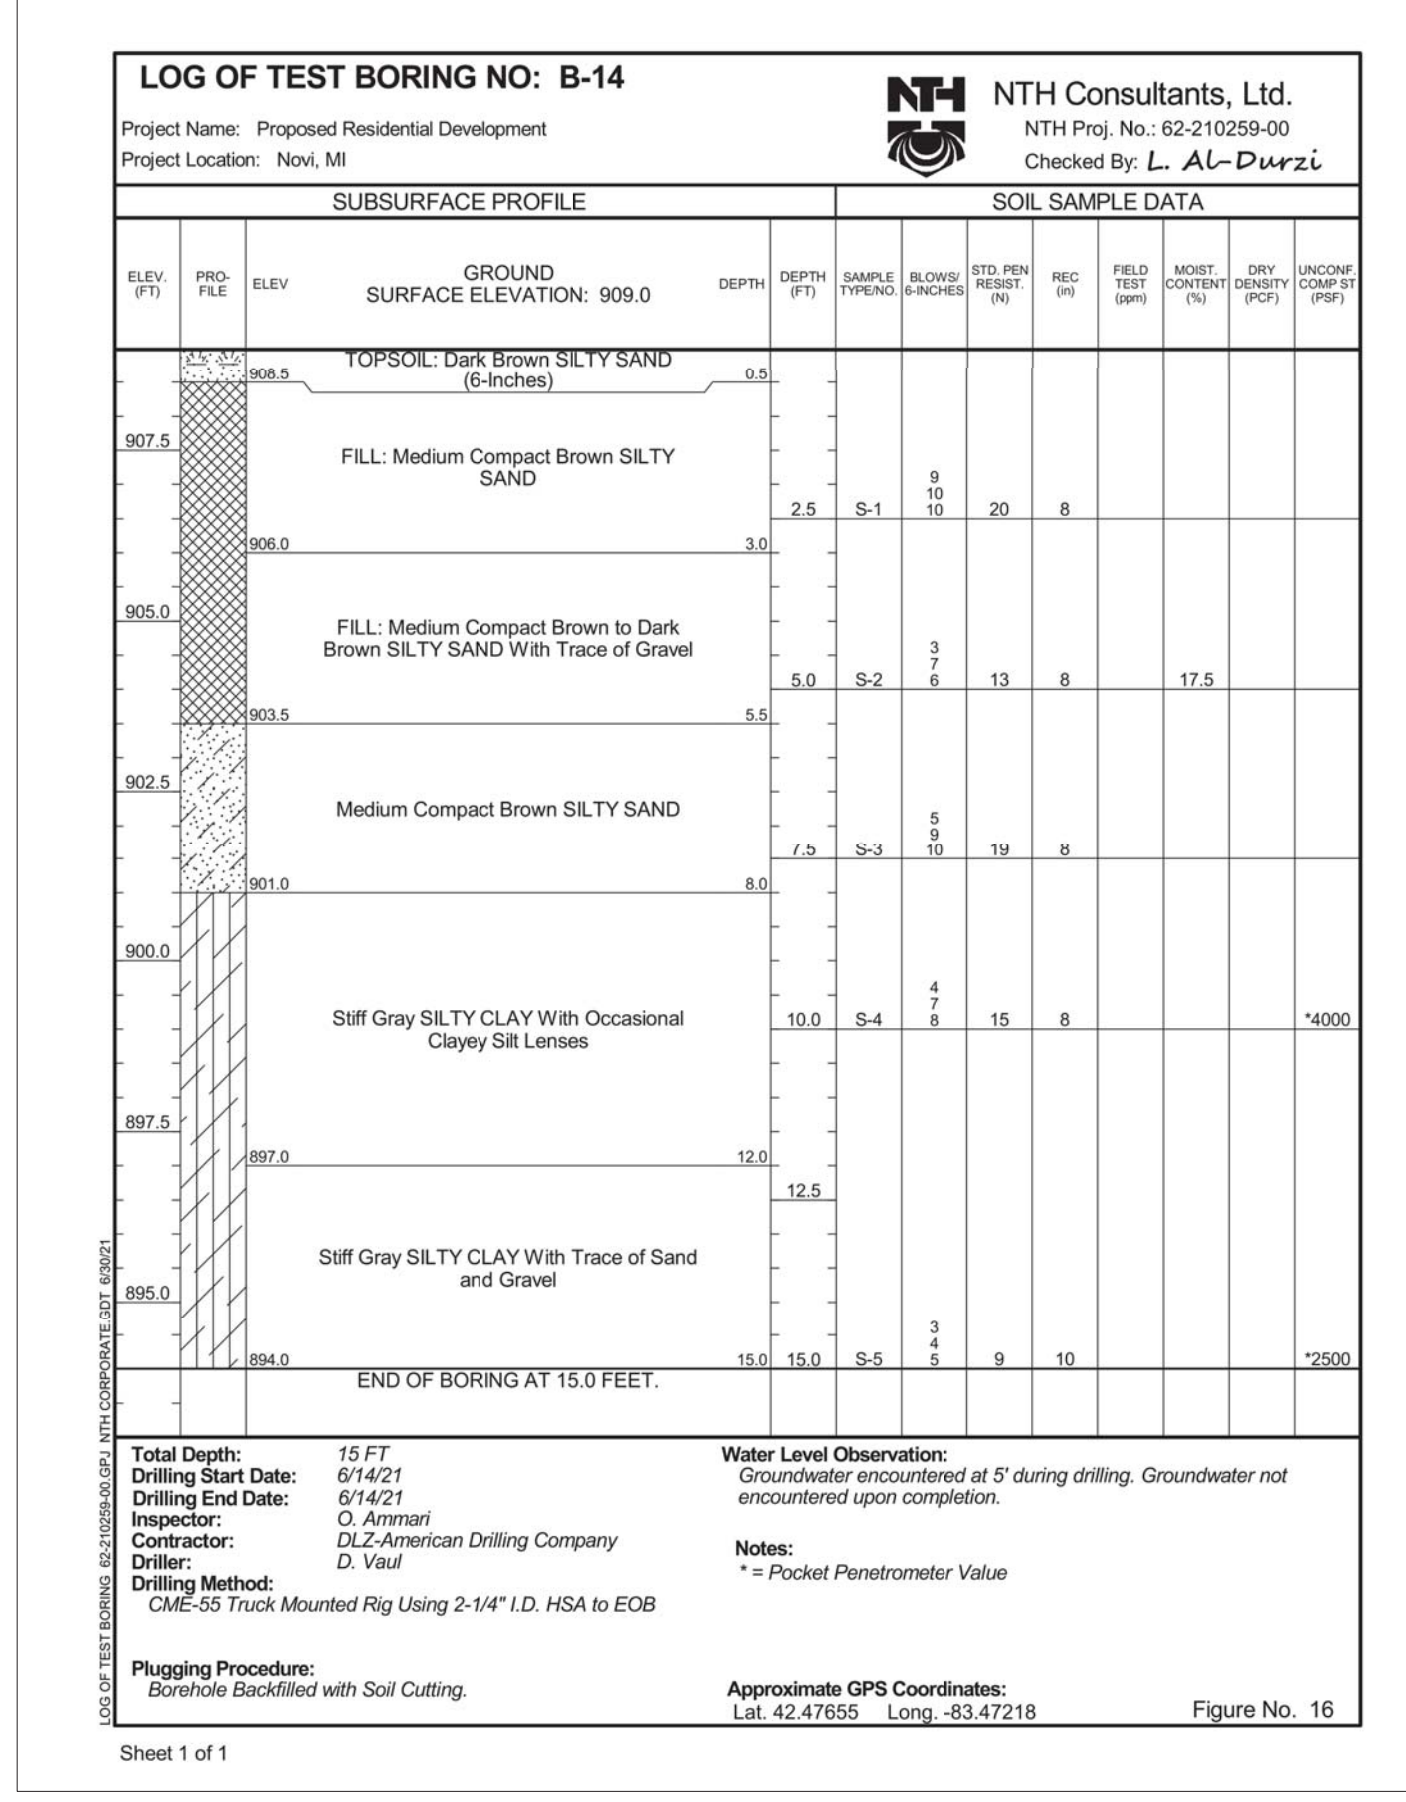 LOG OF TEST BORING NO: B-14
Project Name: Proposed Residential Development
Project Location: Novi, MI
NTH
NTH Consultants, Ltd.
NTH Proj. No.: 62-210259-00
Checked By: L. Al-Durzi
SUBSURFACE PROFILE
SOIL SAMPLE DATA
ELEV. (FT)
PRO-FILE
ELEV
GROUND
SURFACE ELEVATION: 909.0
DEPTH
DEPTH (FT)
SAMPLE TYPE/NO.
BLOWS/ 6-INCHES
STD. PEN RESIST. (N)
REC (in)
FIELD TEST (ppm)
MOIST. CONTENT (%)
DRY DENSITY (PCF)
UNCONF. COMP ST (PSF)
TOPSOIL: Dark Brown SILTY SAND
(6-Inches)
908.5 0.5
907.5
FILL: Medium Compact Brown SILTY
SAND
9
10
2.5 S-1 10 20 8
906.0 3.0
905.0
FILL: Medium Compact Brown to Dark
Brown SILTY SAND With Trace of Gravel
3
7
5.0 S-2 6 13 8 17.5
903.5 5.5
902.5
Medium Compact Brown SILTY SAND
5
9
7.5 S-3 10 19 8
901.0 8.0
900.0
4
7
Stiff Gray SILTY CLAY With Occasional
Clayey Silt Lenses
10.0 S-4 8 15 8 *4000
897.5
897.0 12.0
12.5
Stiff Gray SILTY CLAY With Trace of Sand
and Gravel
895.0
3
4
894.0 15.0 15.0 S-5 5 9 10 *2500
END OF BORING AT 15.0 FEET.
Total Depth: 15 FT
Drilling Start Date: 6/14/21
Drilling End Date: 6/14/21
Inspector: O. Ammari
Contractor: DLZ-American Drilling Company
Driller: D. Vaul
Drilling Method:
CME-55 Truck Mounted Rig Using 2-1/4" I.D. HSA to EOB
Plugging Procedure:
Borehole Backfilled with Soil Cutting.
Water Level Observation:
Groundwater encountered at 5' during drilling. Groundwater not
encountered upon completion.
Notes:
* = Pocket Penetrometer Value
Approximate GPS Coordinates:
Lat. 42.47655 Long. -83.47218
Figure No. 16
LOG OF TEST BORING 62-210259-00.GPJ NTH CORPORATE.GDT 6/30/21
Sheet 1 of 1